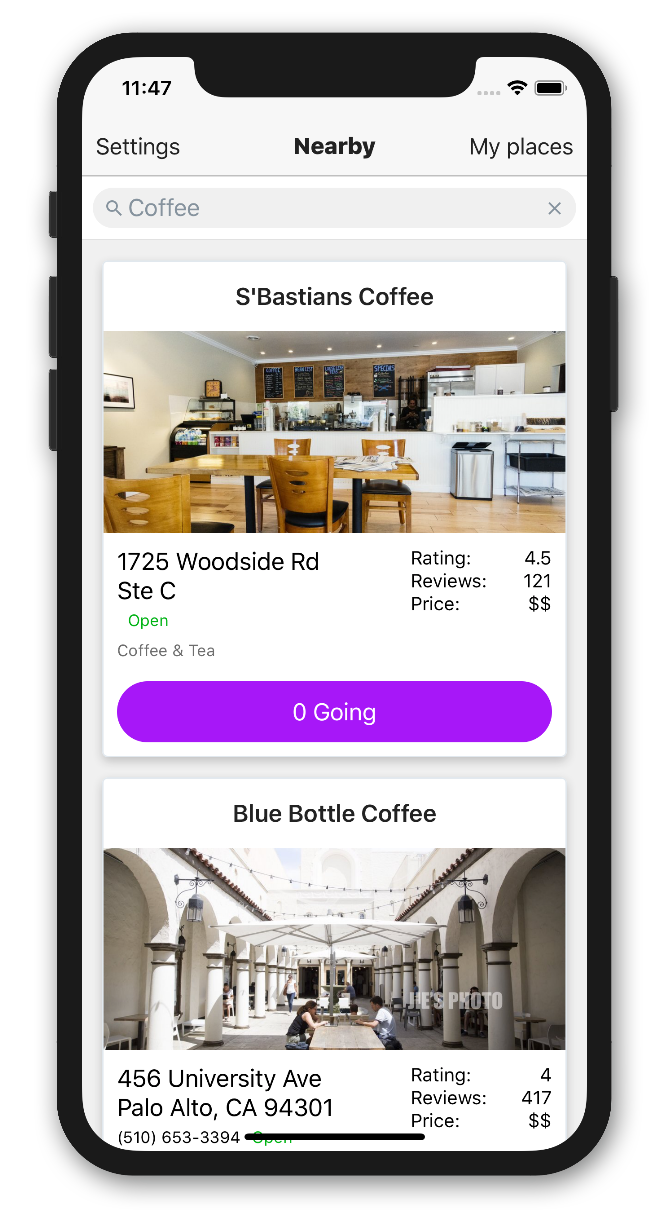 11:47
Settings
Nearby
My places
Coffee
S'Bastians Coffee
SPECIALS
1725 Woodside Rd
Ste C
Open
Coffee & Tea
Rating: 4.5
Reviews: 121
Price: $$
0 Going
Blue Bottle Coffee
JIE'S PHOTO
456 University Ave
Palo Alto, CA 94301
(510) 653-3394 Open
Rating: 4
Reviews: 417
Price: $$